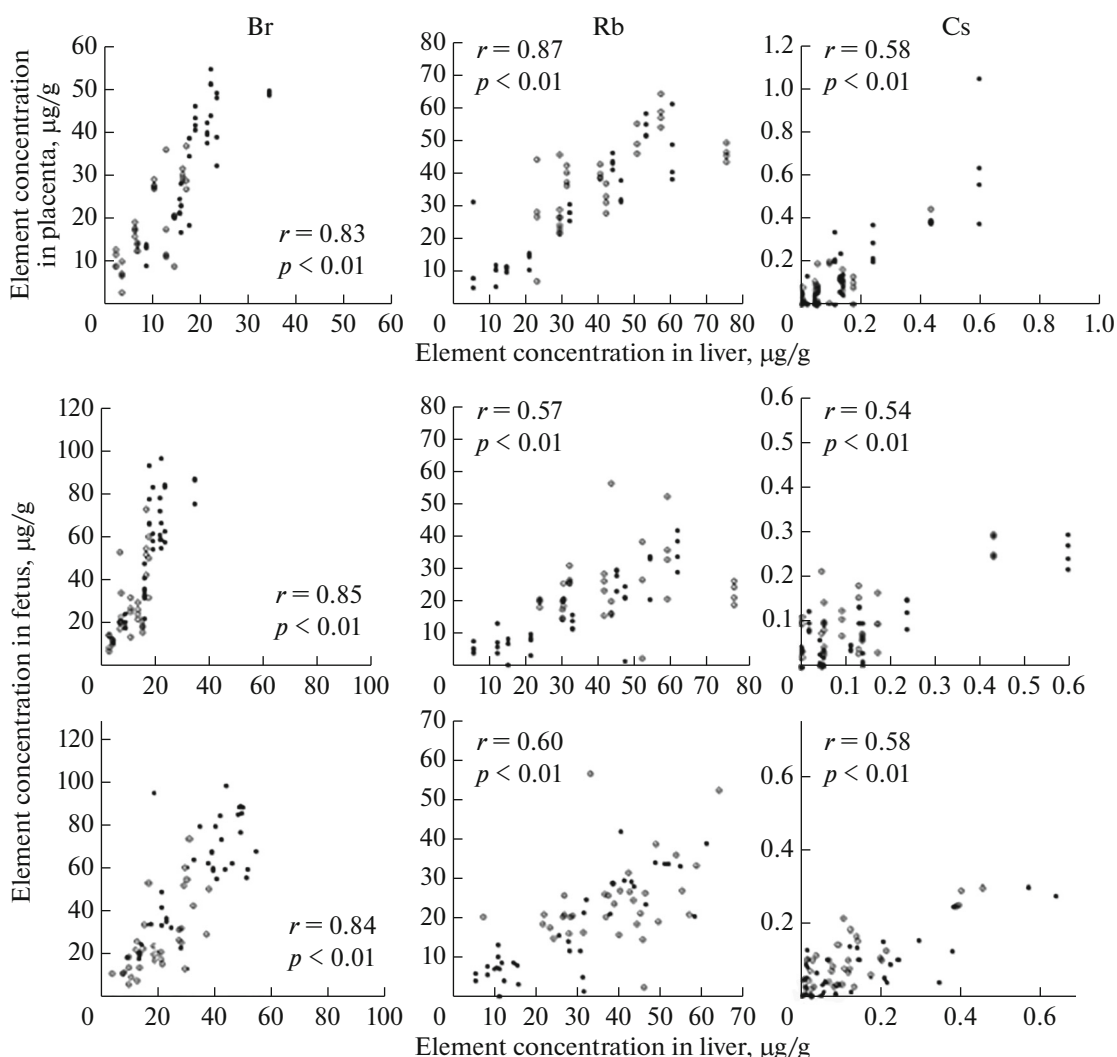 Br
Rb
Cs
Element concentration
in placenta, μg/g
60
50
40
30
20
10
r = 0.83
p < 0.01
0 10 20 30 40 50 60
80
70
60
50
40
30
20
10
r = 0.87
p < 0.01
0 10 20 30 40 50 60 70 80
1.2
1.0
0.8
0.6
0.4
0.2
r = 0.58
p < 0.01
0 0.2 0.4 0.6 0.8 1.0
Element concentration in liver, μg/g
Element concentration in fetus, μg/g
120
100
80
60
40
20
r = 0.85
p < 0.01
0 20 40 60 80 100
80
70
60
50
40
30
20
10
r = 0.57
p < 0.01
0 10 20 30 40 50 60 70 80
0.6
0.5
0.4
0.3
0.2
0.1
r = 0.54
p < 0.01
0 0.1 0.2 0.3 0.4 0.5 0.6
120
100
80
60
40
20
r = 0.84
p < 0.01
0 20 40 60 80 100
70
60
50
40
30
20
10
r = 0.60
p < 0.01
0 10 20 30 40 50 60 70
0.6
0.4
0.2
r = 0.58
p < 0.01
0 0.2 0.4 0.6
Element concentration in liver, μg/g